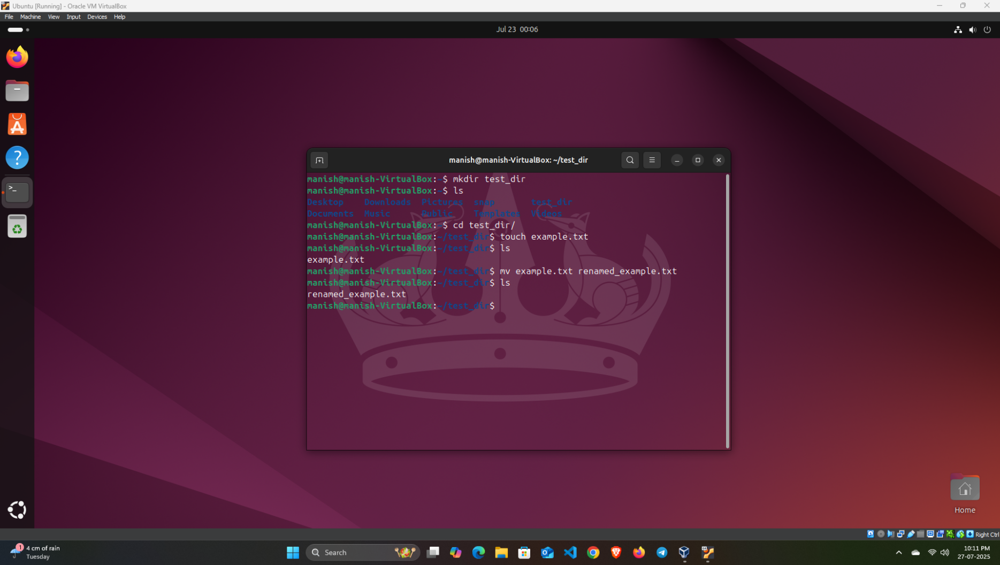 Ubuntu [Running] - Oracle VM VirtualBox
File Machine View Input Devices Help
Jul 23 00:06
manish@manish-VirtualBox: ~/test_dir
manish@manish-VirtualBox:~$ mkdir test_dir
manish@manish-VirtualBox:~$ ls
Desktop Downloads Pictures snap test_dir
Documents Music Public Templates Videos
manish@manish-VirtualBox:~$ cd test_dir/
manish@manish-VirtualBox:~/test_dir$ touch example.txt
manish@manish-VirtualBox:~/test_dir$ ls
example.txt
manish@manish-VirtualBox:~/test_dir$ mv example.txt renamed_example.txt
manish@manish-VirtualBox:~/test_dir$ ls
renamed_example.txt
manish@manish-VirtualBox:~/test_dir$
Home
Right Ctrl
1
4 cm of rain
Tuesday
Search
10:11 PM
27-07-2025